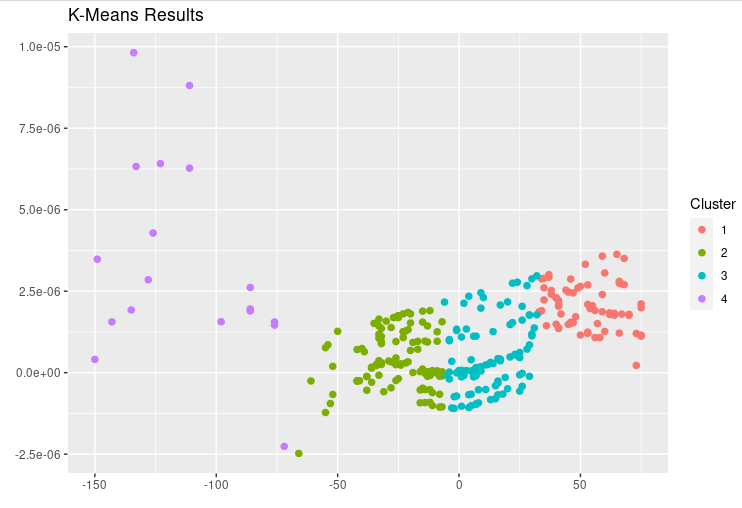 K-Means Results
1.0e-05
7.5e-06
5.0e-06
2.5e-06
0.0e+00
-2.5e-06
-150 -100 -50 0 50
Cluster
1
2
3
4